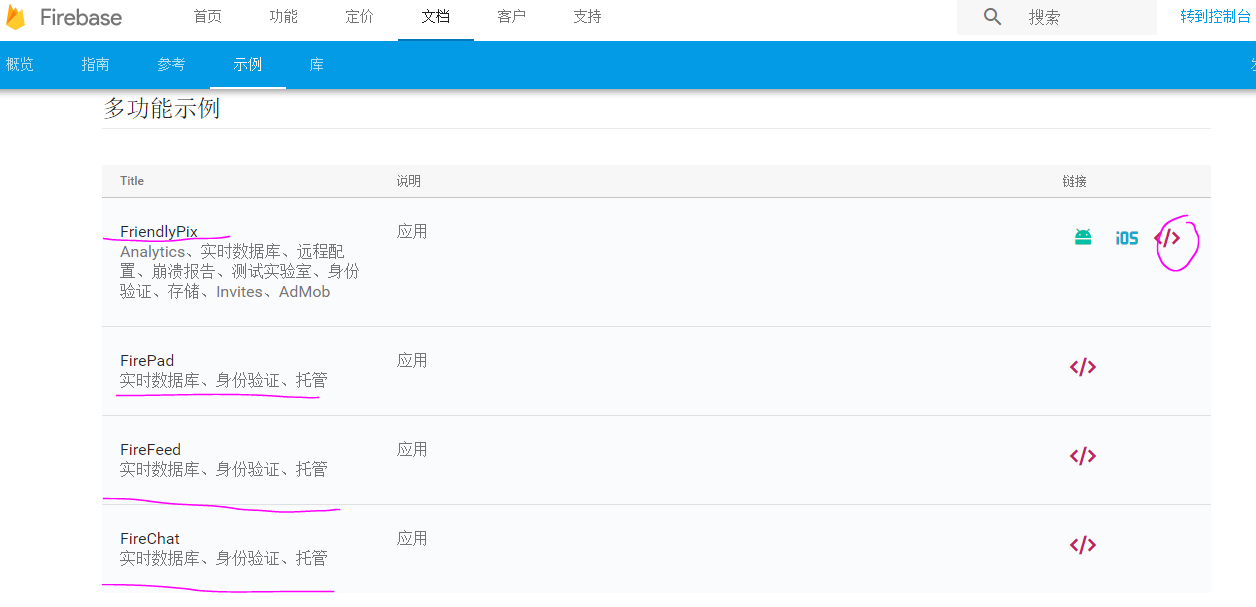 Firebase 首页 功能 定价 文档 客户 支持 搜索 转到控制台
概览 指南 参考 示例 库
多功能示例
Title 说明 链接
FriendlyPix 应用 iOS </>
Analytics、实时数据库、远程配
置、崩溃报告、测试实验室、身份
验证、存储、Invites、AdMob
FirePad 应用 </>
实时数据库、身份验证、托管
FireFeed 应用 </>
实时数据库、身份验证、托管
FireChat 应用 </>
实时数据库、身份验证、托管